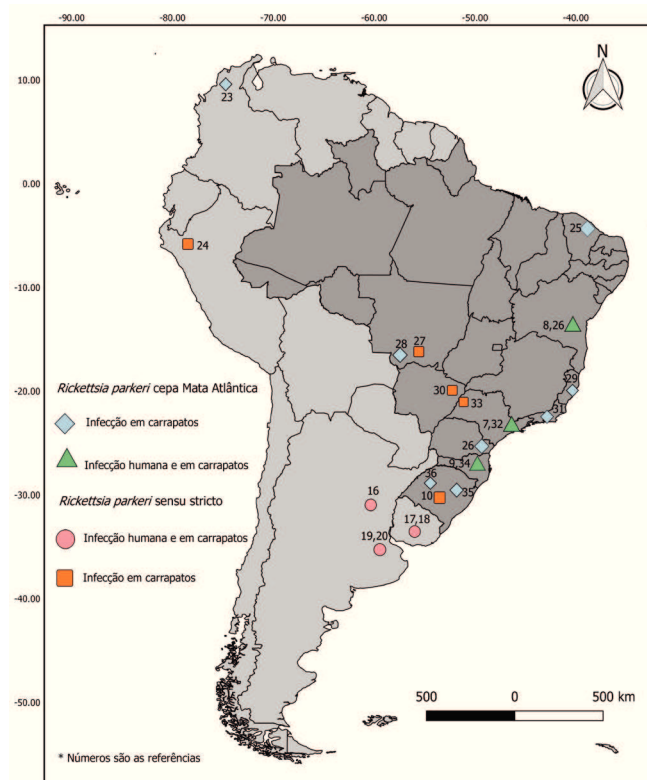 -90.00 -80.00 -70.00 -60.00 -50.00 -40.00
N
10.00
23
0.00
25
24
-10.00
8,26
28
27
-20.00
29
30
33
31
Rickettsia parkeri cepa Mata Atlântica
Infecção em carrapatos
7,32
26
Infecção humana e em carrapatos
9,34
36
-30.00
Rickettsia parkeri sensu stricto
16
10
35
17,18
Infecção humana e em carrapatos
19,20
Infecção em carrapatos
-40.00
-50.00
500 0 500 km
* Números são as referências